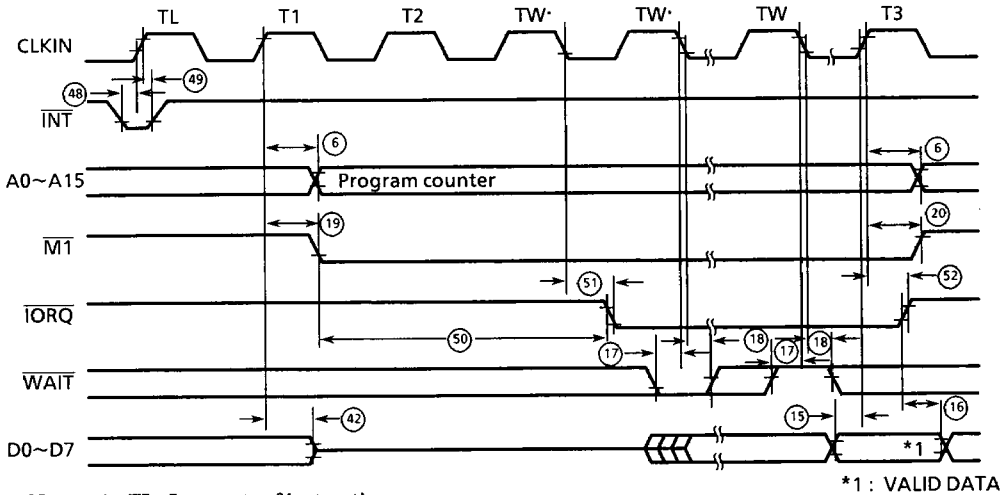 TL T1 T2 TW* TW* TW T3
CLKIN
49
48
INT
6 6
A0~A15 Program counter
19 20
M1
51 52
IORQ
50 17 18 17 18
WAIT
42 15 16
D0~D7 *1
*1 : VALID DATA